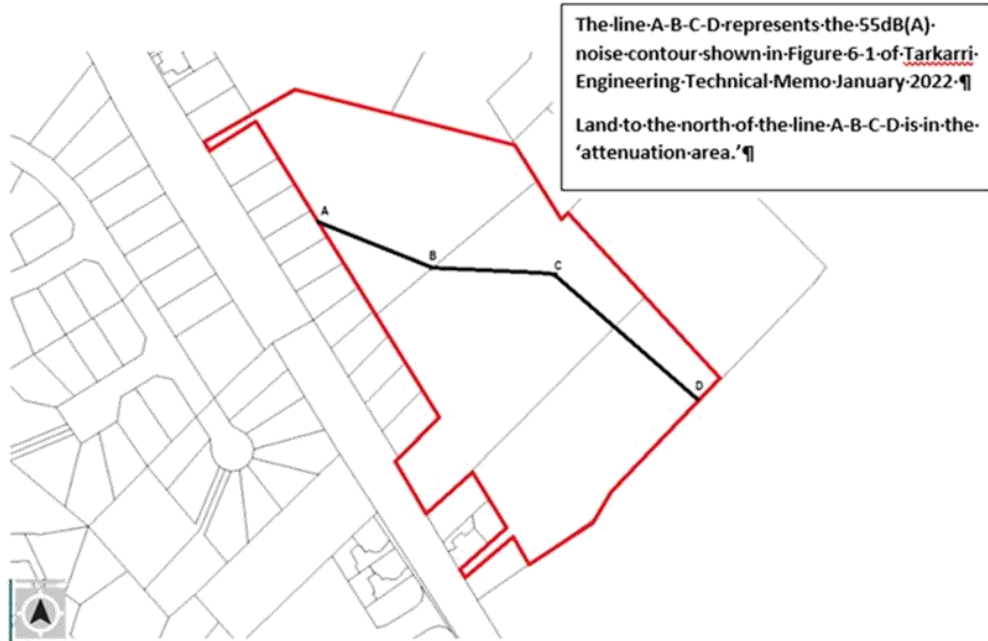 The·line·A-B-C-D·represents·the·55dB(A)·
noise·contour·shown·in·Figure·6-1·of·Tarkarri·
Engineering·Technical·Memo·January·2022·¶
Land·to·the·north·of·the·line·A-B-C-D·is·in·the·
‘attenuation·area.’¶
A
B
C
D